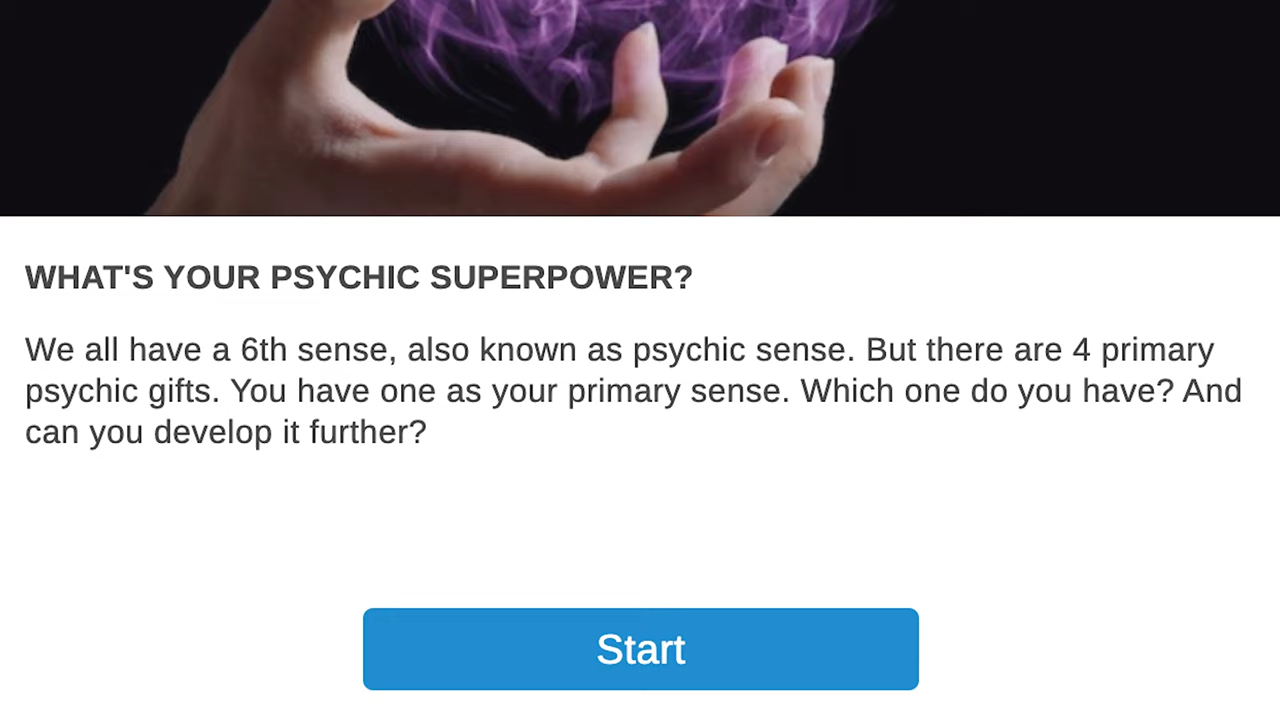 WHAT'S YOUR PSYCHIC SUPERPOWER?
We all have a 6th sense, also known as psychic sense. But there are 4 primary
psychic gifts. You have one as your primary sense. Which one do you have? And
can you develop it further?
Start